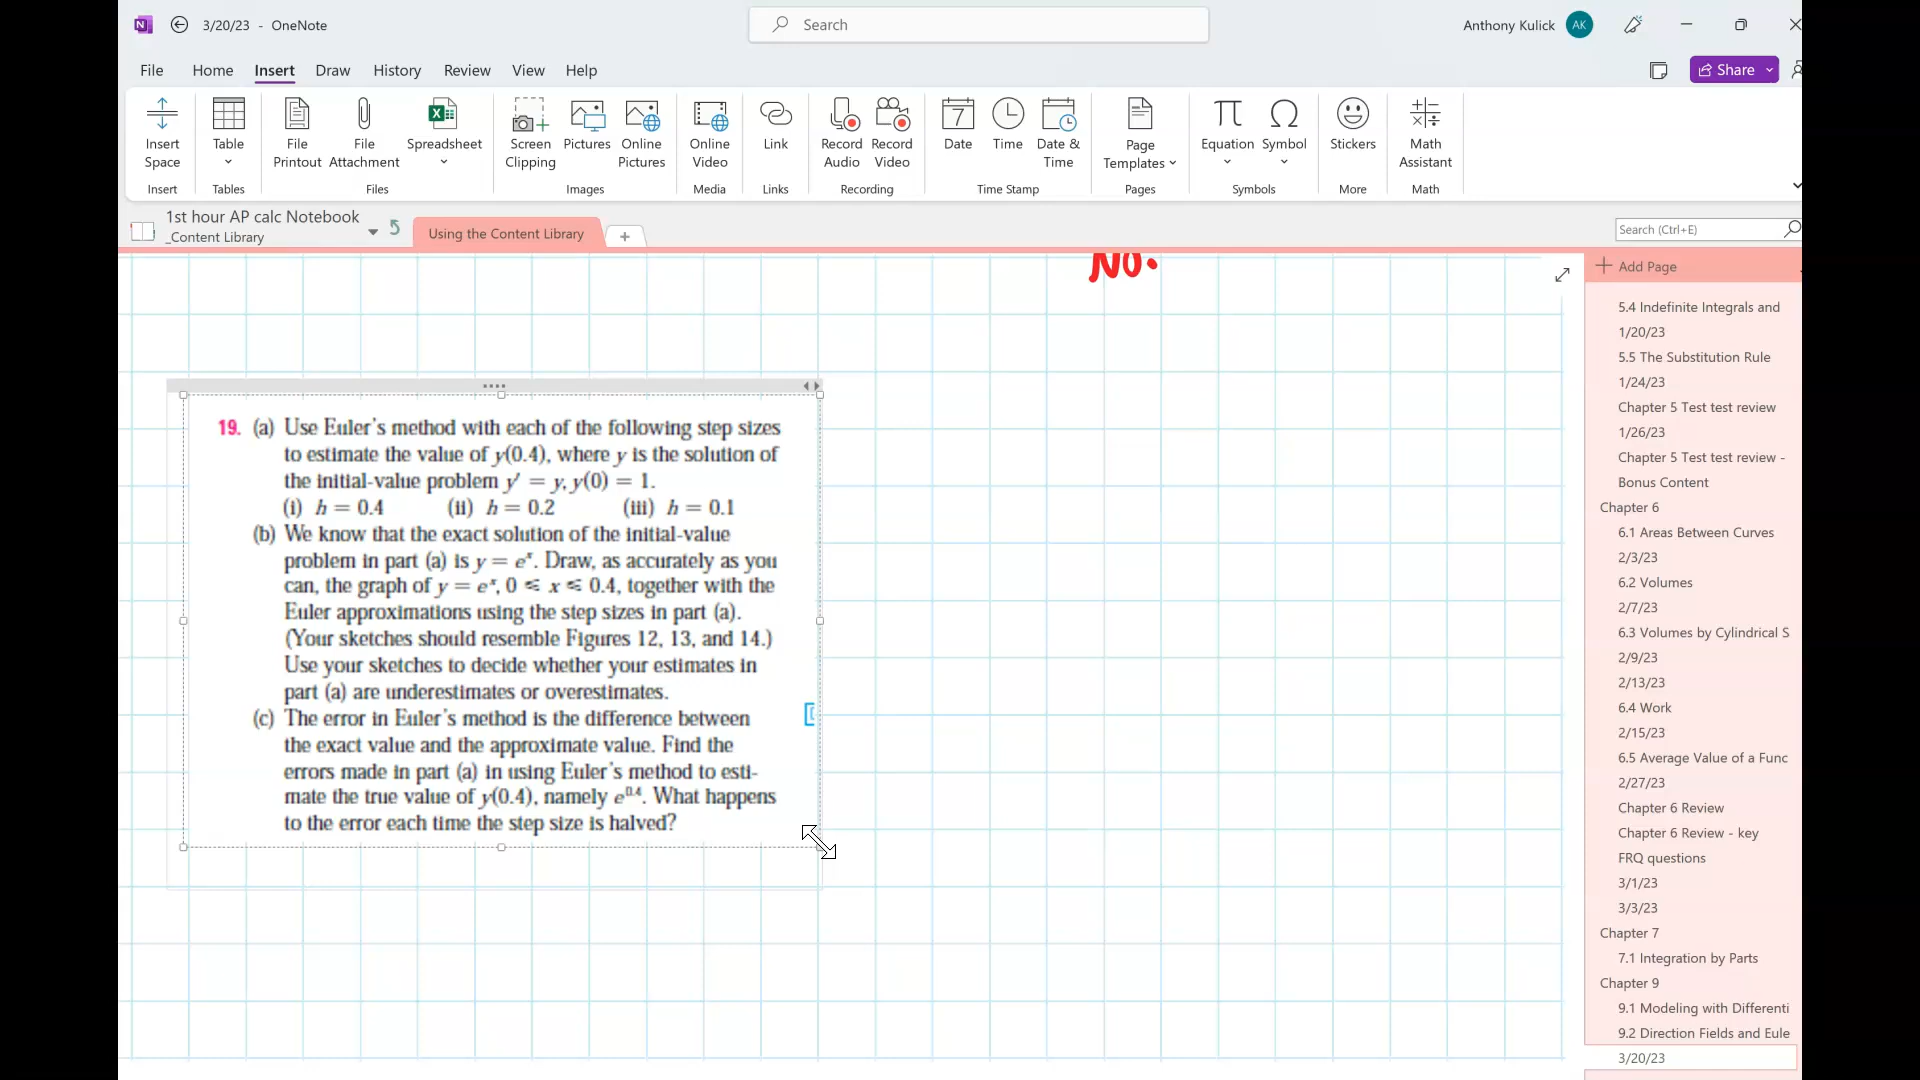 3/20/23 - OneNote
Search
Anthony Kulick AK
File Home Insert Draw History Review View Help
Share
Insert Space
Table
File Printout
File Attachment
Spreadsheet
Screen Clipping
Pictures
Online Pictures
Online Video
Link
Record Audio
Record Video
7
Date
Time
Date & Time
Page Templates
π
Equation
Ω
Symbol
Stickers
Math Assistant
Insert Tables Files Images Media Links Recording Time Stamp Pages Symbols More Math
1st hour AP calc Notebook
_Content Library
Using the Content Library
+
Search (Ctrl+E)
NO.
19. (a) Use Euler's method with each of the following step sizes
to estimate the value of y(0.4), where y is the solution of
the initial-value problem y′ = y, y(0) = 1.
(i) h = 0.4 (ii) h = 0.2 (iii) h = 0.1
(b) We know that the exact solution of the initial-value
problem in part (a) is y = eˣ. Draw, as accurately as you
can, the graph of y = eˣ, 0 ≤ x ≤ 0.4, together with the
Euler approximations using the step sizes in part (a).
(Your sketches should resemble Figures 12, 13, and 14.)
Use your sketches to decide whether your estimates in
part (a) are underestimates or overestimates.
(c) The error in Euler's method is the difference between
the exact value and the approximate value. Find the
errors made in part (a) in using Euler's method to esti-
mate the true value of y(0.4), namely e^0.4. What happens
to the error each time the step size is halved?
Add Page
5.4 Indefinite Integrals and
1/20/23
5.5 The Substitution Rule
1/24/23
Chapter 5 Test test review
1/26/23
Chapter 5 Test test review -
Bonus Content
Chapter 6
6.1 Areas Between Curves
2/3/23
6.2 Volumes
2/7/23
6.3 Volumes by Cylindrical S
2/9/23
2/13/23
6.4 Work
2/15/23
6.5 Average Value of a Func
2/27/23
Chapter 6 Review
Chapter 6 Review - key
FRQ questions
3/1/23
3/3/23
Chapter 7
7.1 Integration by Parts
Chapter 9
9.1 Modeling with Differenti
9.2 Direction Fields and Eule
3/20/23